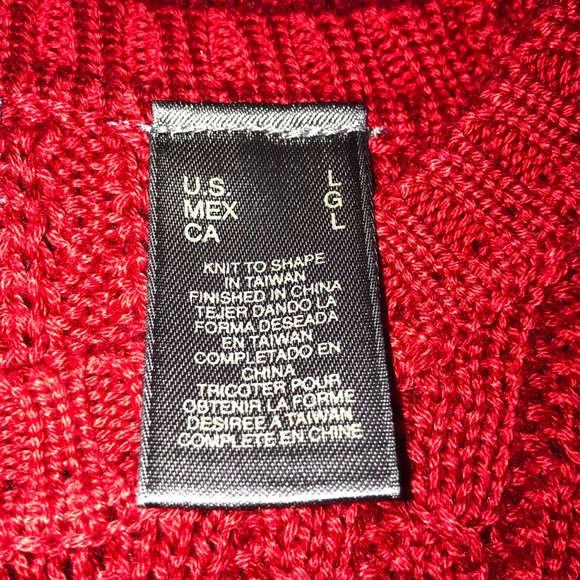 U.S. L
MEX G
CA L
KNIT TO SHAPE
IN TAIWAN
FINISHED IN CHINA
TEJER DANDO LA
FORMA DESEADA
EN TAIWAN
COMPLETADO EN
CHINA
TRICOTER POUR
OBTENIR LA FORME
DESIREE A TAIWAN
COMPLETE EN CHINE